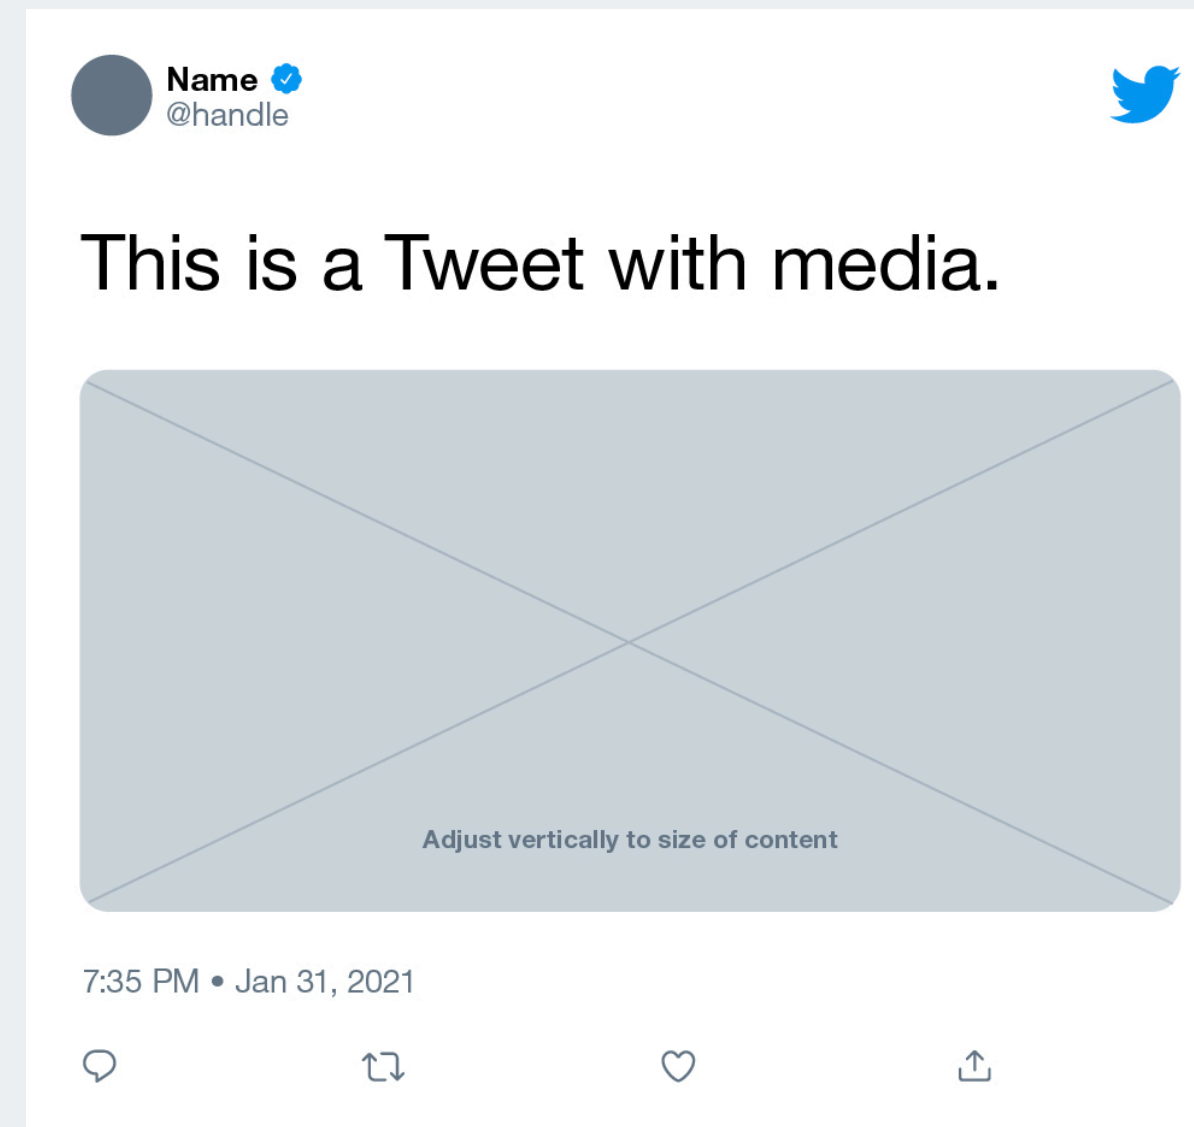 Name
@handle
This is a Tweet with media.
Adjust vertically to size of content
7:35 PM • Jan 31, 2021